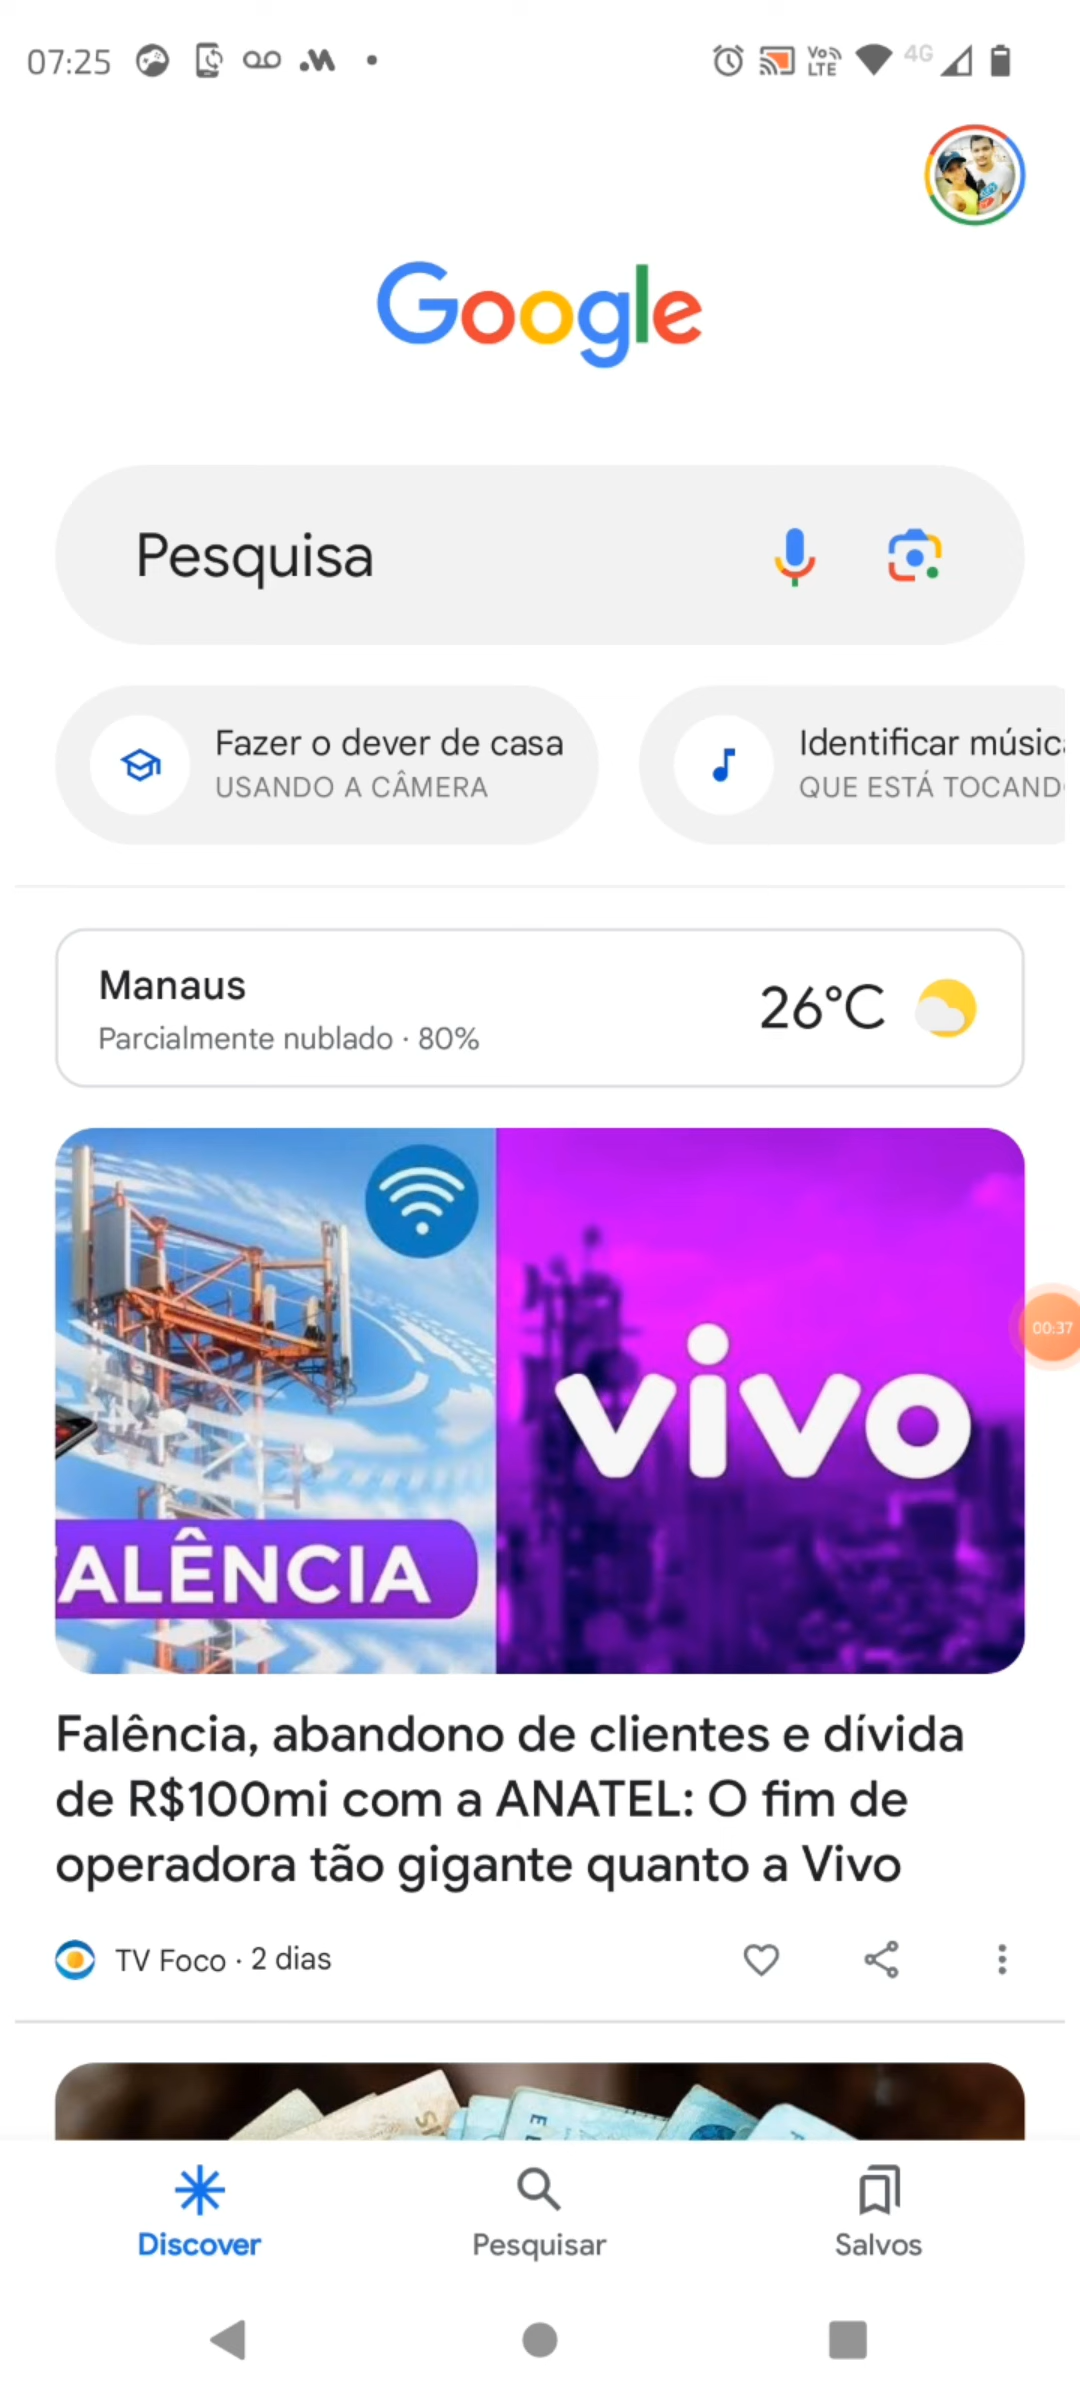 07:25
Vo
LTE
4G
Google
Pesquisa
Fazer o dever de casa
USANDO A CÂMERA
Identificar músic
QUE ESTÁ TOCAND
Manaus
Parcialmente nublado · 80%
26°C
vivo
00:37
ALÊNCIA
Falência, abandono de clientes e dívida
de R$100mi com a ANATEL: O fim de
operadora tão gigante quanto a Vivo
TV Foco · 2 dias
Discover
Pesquisar
Salvos